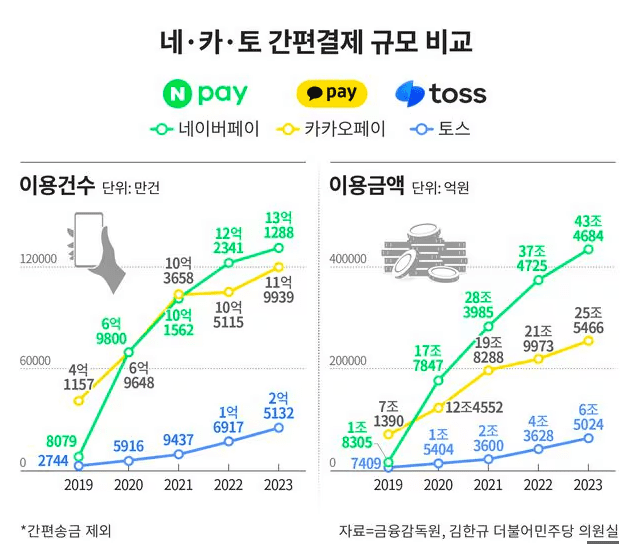 네·카·토 간편결제 규모 비교
N pay
pay
toss
네이버페이 카카오페이 토스
이용건수 단위: 만건
120000
60000
0
4억
1157
6억
9648
10억
3658
10억
5115
11억
9939
8079
6억
9800
10억
1562
12억
2341
13억
1288
2744
5916
9437
1억
6917
2억
5132
2019 2020 2021 2022 2023
이용금액 단위: 억원
400000
200000
0
1조
8305
17조
7847
28조
3985
37조
4725
43조
4684
7조
1390
12조4552
19조
8288
21조
9973
25조
5466
7409
1조
5404
2조
3600
4조
3628
6조
5024
2019 2020 2021 2022 2023
*간편송금 제외
자료=금융감독원, 김한규 더불어민주당 의원실